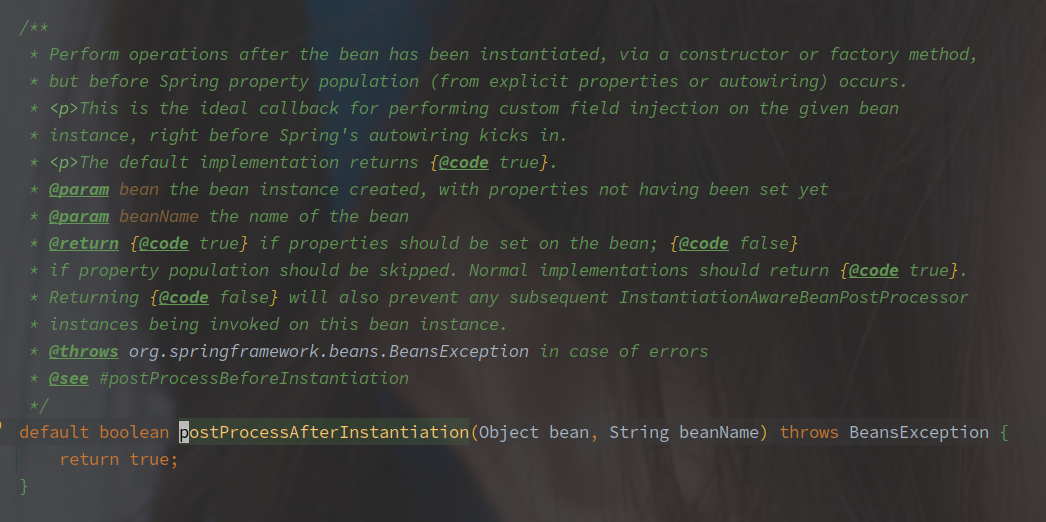 /**
* Perform operations after the bean has been instantiated, via a constructor or factory method,
* but before Spring property population (from explicit properties or autowiring) occurs.
* <p>This is the ideal callback for performing custom field injection on the given bean
* instance, right before Spring's autowiring kicks in.
* <p>The default implementation returns {@code true}.
* @param bean the bean instance created, with properties not having been set yet
* @param beanName the name of the bean
* @return {@code true} if properties should be set on the bean; {@code false}
* if property population should be skipped. Normal implementations should return {@code true}.
* Returning {@code false} will also prevent any subsequent InstantiationAwareBeanPostProcessor
* instances being invoked on this bean instance.
* @throws org.springframework.beans.BeansException in case of errors
* @see #postProcessBeforeInstantiation
*/
default boolean postProcessAfterInstantiation(Object bean, String beanName) throws BeansException {
return true;
}